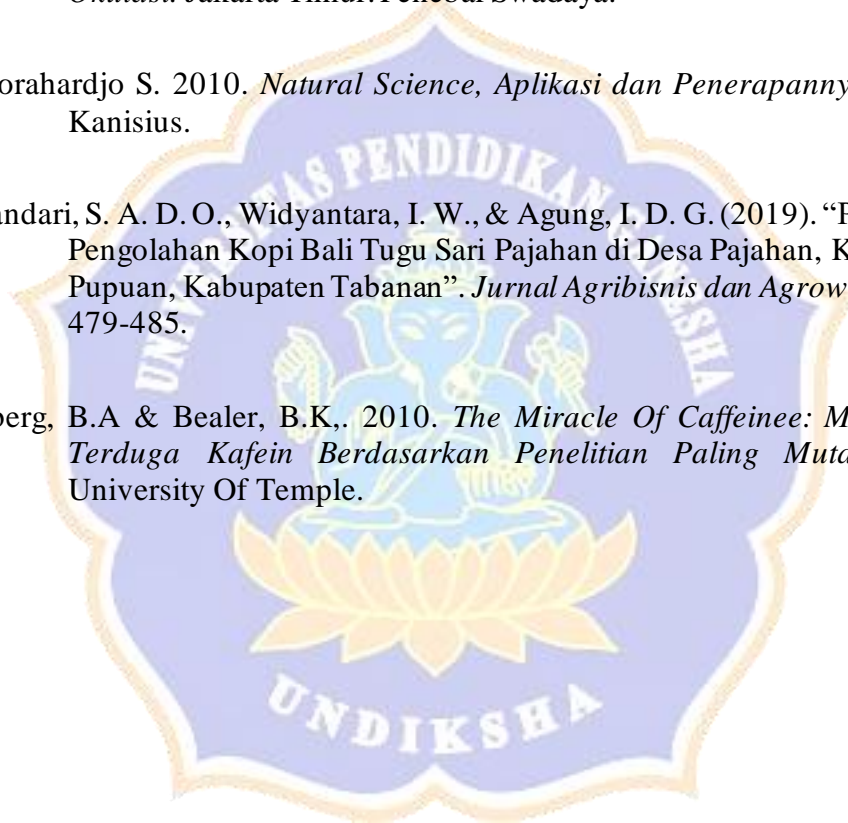 Jakarta Timur:Penebar Swadaya.
orahardjo S. 2010. Natural Science, Aplikasi dan Penerapanny
Kanisius.
andari, S. A. D. O., Widyantara, I. W., & Agung, I. D. G. (2019). “P
Pengolahan Kopi Bali Tugu Sari Pajahan di Desa Pajahan, K
Pupuan, Kabupaten Tabanan”. Jurnal Agribisnis dan Agrow
479-485.
berg, B.A & Bealer, B.K,. 2010. The Miracle Of Caffeinee: M
Terduga Kafein Berdasarkan Penelitian Paling Muta
University Of Temple.
UNIVERSITAS PENDIDIKAN GANESHA
UNDIKSHA